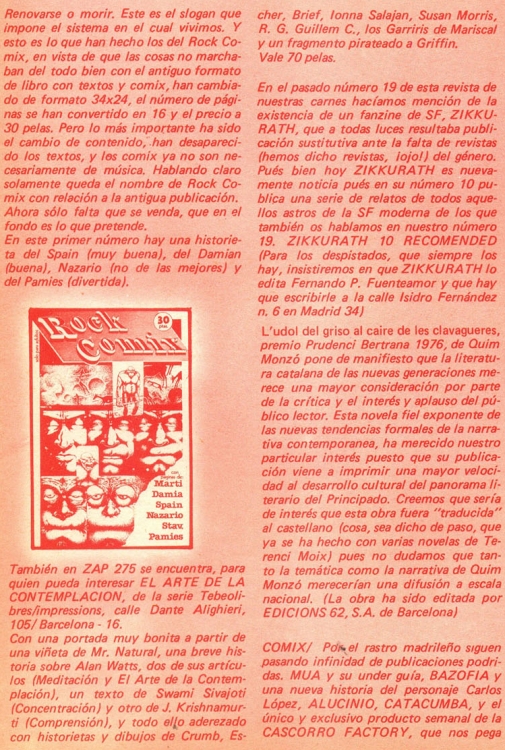 Renovarse o morir. Este es el slogan que
impone el sistema en el cual vivimos. Y
esto es lo que han hecho los del Rock Co-
mix, en vista de que las cosas no marcha-
ban del todo bien con el antiguo formato
de libro con textos y comix, han cambia-
do de formato 34x24, el número de pági-
nas se han convertido en 16 y el precio a
30 pelas. Pero lo más importante ha sido
el cambio de contenido, han desapareci-
do los textos, y les comix ya no son ne-
cesariamente de música. Hablando claro
solamente queda el nombre de Rock Co-
mix con relación a la antigua publicación.
Ahora sólo falta que se venda, que en el
fondo es lo que pretende.
En este primer número hay una historie-
ta del Spain (muy buena), del Damian
(buena), Nazario (no de las mejores) y
del Pamies (divertida).
30
Rock
Comix
Marti
Damia
Spain
Nazario
Stav.
Pamies
También en ZAP 275 se encuentra, para
quien pueda interesar EL ARTE DE LA
CONTEMPLACION, de la serie Tebeoli-
bres/impressions, calle Dante Alighieri,
105/ Barcelona - 16.
Con una portada muy bonita a partir de
una viñeta de Mr. Natural, una breve his-
toria sobre Alan Watts, dos de sus artícu-
los (Meditación y El Arte de la Contem-
plación), un texto de Swami Sivajoti
(Concentración) y otro de J. Krishnamur-
ti (Comprensión), y todo ello aderezado
con historietas y dibujos de Crumb, Es-
cher, Brief, Ionna Salajan, Susan Morris,
R. G. Guillem C., los Garriris de Mariscal
y un fragmento pirateado a Griffin.
Vale 70 pelas.
En el pasado número 19 de esta revista de
nuestras carnes hacíamos mención de la
existencia de un fanzine de SF, ZIKKU-
RATH, que a todas luces resultaba publi-
cación sustitutiva ante la falta de revistas
(hemos dicho revistas, ¡ojo!) del género.
Pués bien hoy ZIKKURATH es nueva-
mente noticia pués en su número 10 pu-
blica una serie de relatos de todos aque-
llos astros de la SF moderna de los que
también os hablamos en nuestro número
19. ZIKKURATH 10 RECOMENDED
(Para los despistados, que siempre los
hay, insistiremos en que ZIKKURATH lo
edita Fernando P. Fuenteamor y que hay
que escribirle a la calle Isidro Fernández
n. 6 en Madrid 34)
L'udol del griso al caire de les clavagueres,
premio Prudenci Bertrana 1976, de Quim
Monzó pone de manifiesto que la literatu-
ra catalana de las nuevas generaciones me-
rece una mayor consideración por parte
de la crítica y el interés y aplauso del pú-
blico lector. Esta novela fiel exponente de
las nuevas tendencias formales de la narra-
tiva contemporanea, ha merecido nuestro
particular interés puesto que su publica-
ción viene a imprimir una mayor veloci-
dad al desarrollo cultural del panorama li-
terario del Principado. Creemos que sería
de interés que esta obra fuera "traducida"
al castellano (cosa, sea dicho de paso, que
ya se ha hecho con varias novelas de Te-
renci Moix) pues no dudamos que tan-
to la temática como la narrativa de Quim
Monzó merecerían una difusión a escala
nacional. (La obra ha sido editada por
EDICIONS 62, S.A. de Barcelona)
COMIX/ Por el rastro madrileño siguen
pasando infinidad de publicaciones podri-
das. MUA y su under guía, BAZOFIA y
una nueva historia del personaje Carlos
López, ALUCINIO, CATACUMBA, y el
único y exclusivo producto semanal de la
CASCORRO FACTORY, que nos pega